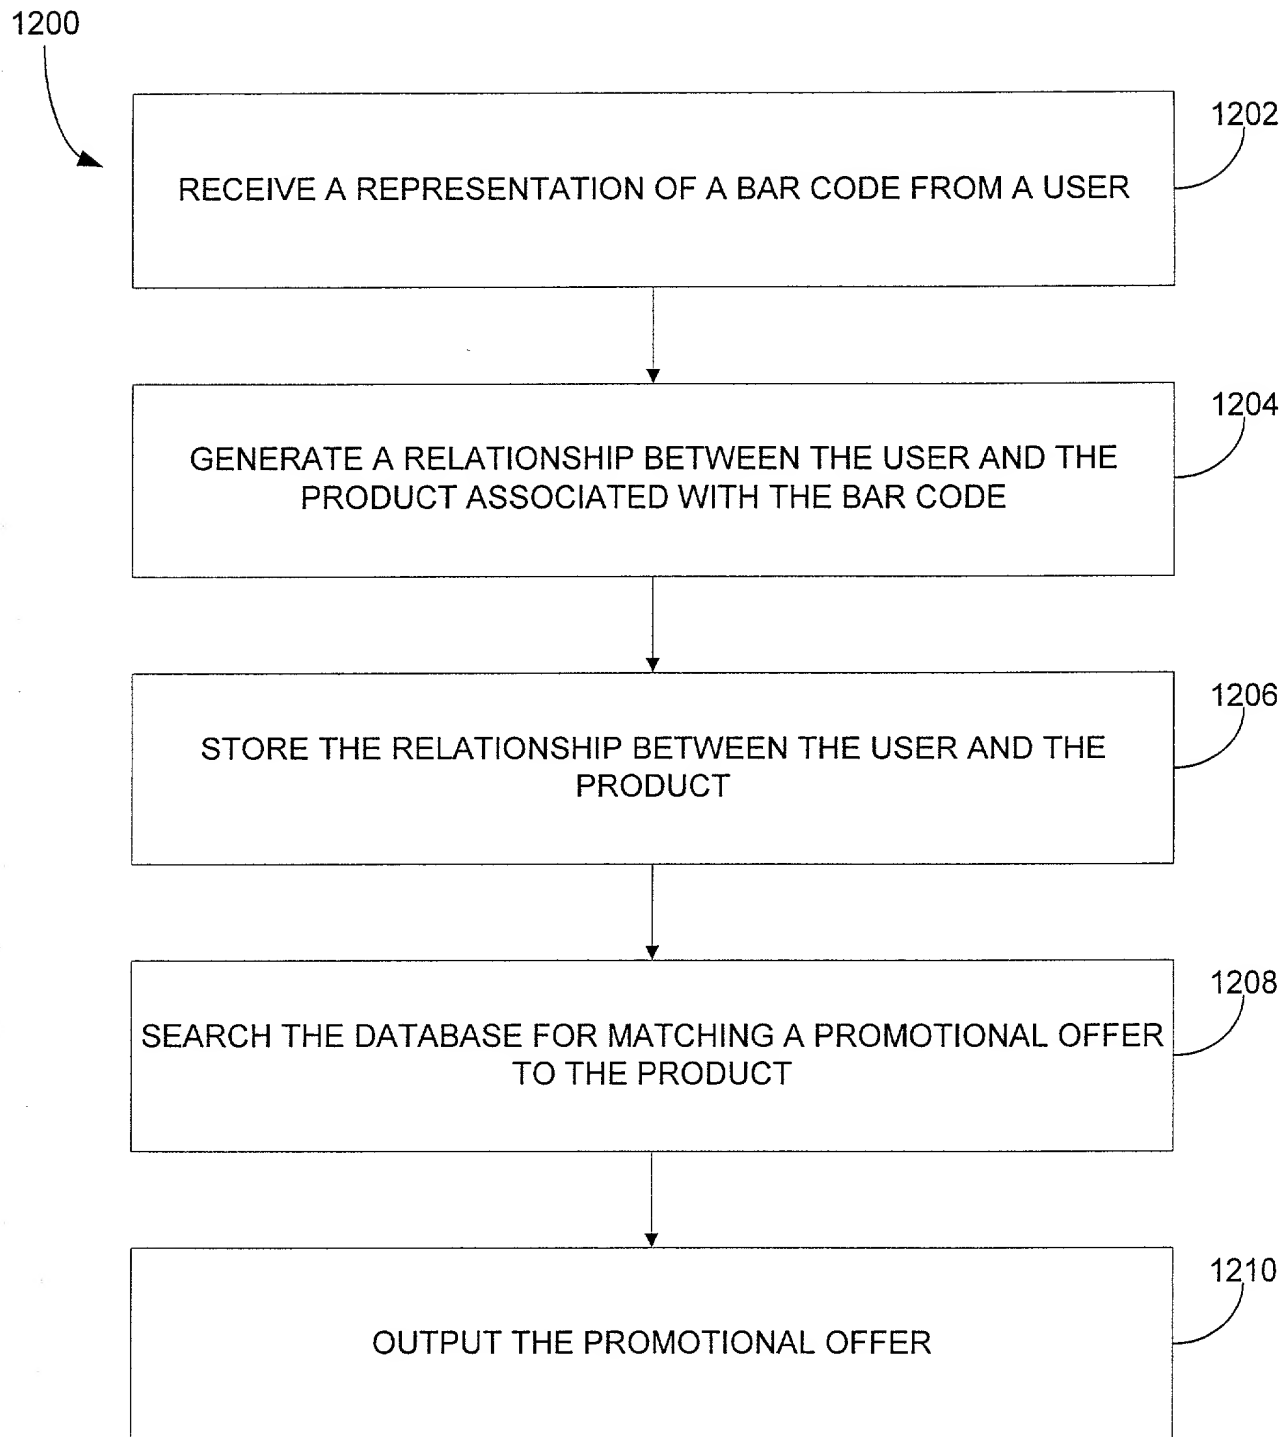 1200
1202
RECEIVE A REPRESENTATION OF A BAR CODE FROM A USER
1204
GENERATE A RELATIONSHIP BETWEEN THE USER AND THE
PRODUCT ASSOCIATED WITH THE BAR CODE
1206
STORE THE RELATIONSHIP BETWEEN THE USER AND THE
PRODUCT
1208
SEARCH THE DATABASE FOR MATCHING A PROMOTIONAL OFFER
TO THE PRODUCT
1210
OUTPUT THE PROMOTIONAL OFFER